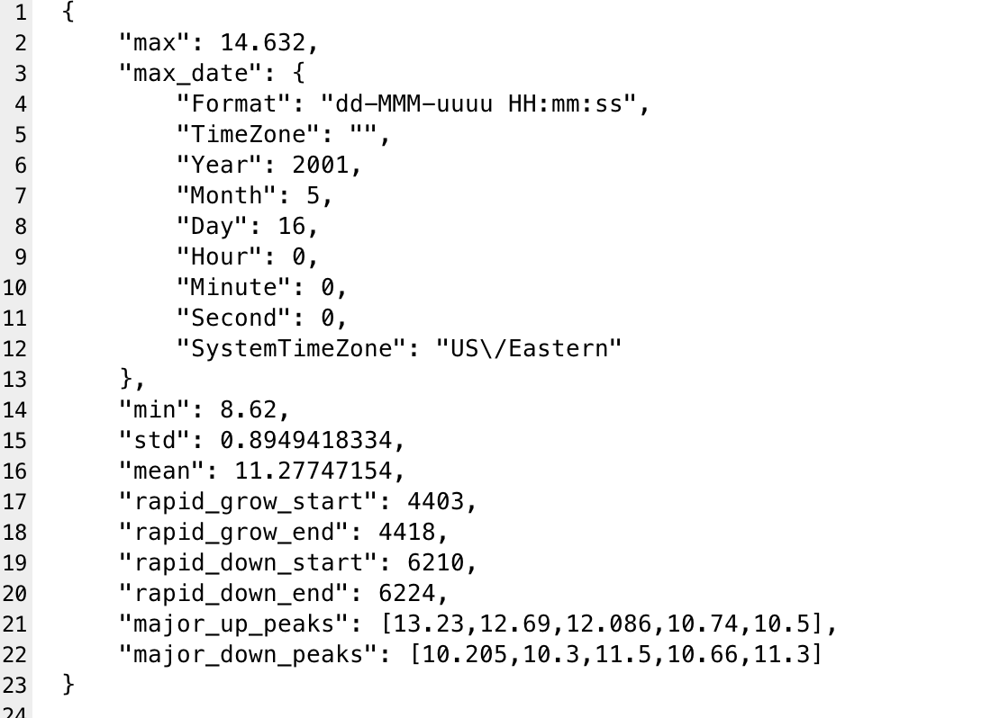 1 {
2 "max": 14.632,
3 "max_date": {
4 "Format": "dd-MMM-uuuu HH:mm:ss",
5 "TimeZone": "",
6 "Year": 2001,
7 "Month": 5,
8 "Day": 16,
9 "Hour": 0,
10 "Minute": 0,
11 "Second": 0,
12 "SystemTimeZone": "US\/Eastern"
13 },
14 "min": 8.62,
15 "std": 0.8949418334,
16 "mean": 11.27747154,
17 "rapid_grow_start": 4403,
18 "rapid_grow_end": 4418,
19 "rapid_down_start": 6210,
20 "rapid_down_end": 6224,
21 "major_up_peaks": [13.23,12.69,12.086,10.74,10.5],
22 "major_down_peaks": [10.205,10.3,11.5,10.66,11.3]
23 }
24